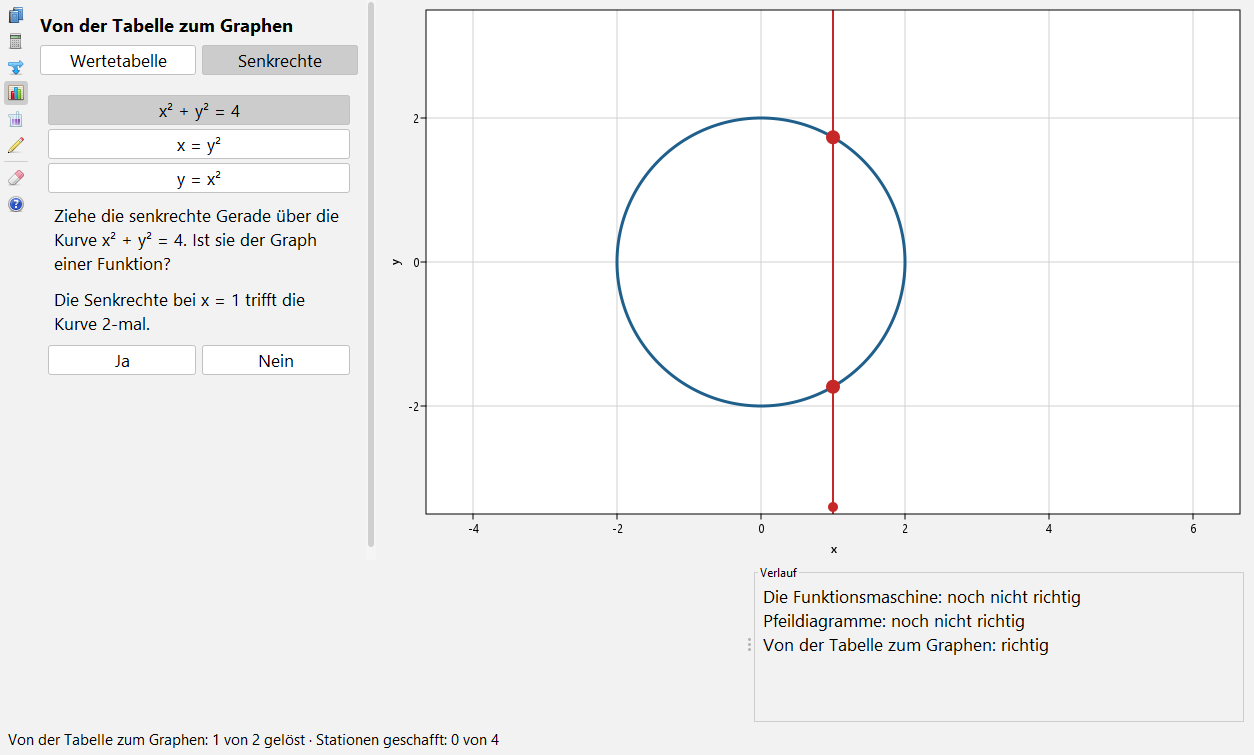 Von der Tabelle zum Graphen
Wertetabelle
Senkrechte
x² + y² = 4
x = y²
y = x²
Ziehe die senkrechte Gerade über die
Kurve x² + y² = 4. Ist sie der Graph
einer Funktion?
Die Senkrechte bei x = 1 trifft die
Kurve 2-mal.
Ja
Nein
2
0
-2
y
-4
-2
0
2
4
6
x
Verlauf
Die Funktionsmaschine: noch nicht richtig
Pfeildiagramme: noch nicht richtig
Von der Tabelle zum Graphen: richtig
Von der Tabelle zum Graphen: 1 von 2 gelöst · Stationen geschafft: 0 von 4